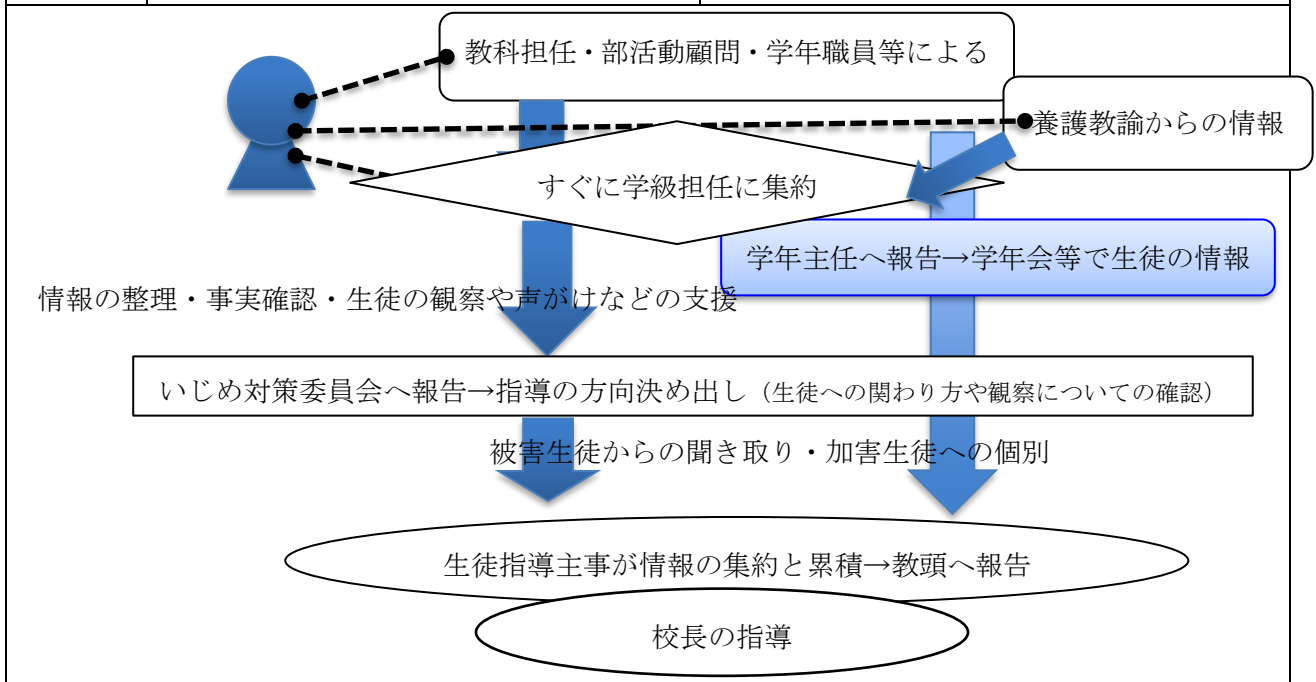 教科担任・部活動顧問・学年職員等による
養護教諭からの情報
すぐに学級担任に集約
学年主任へ報告→学年会等で生徒の情報
情報の整理・事実確認・生徒の観察や声がけなどの支援
いじめ対策委員会へ報告→指導の方向決め出し（生徒への関わり方や観察についての確認）
被害生徒からの聞き取り・加害生徒への個別
生徒指導主事が情報の集約と累積→教頭へ報告
校長の指導